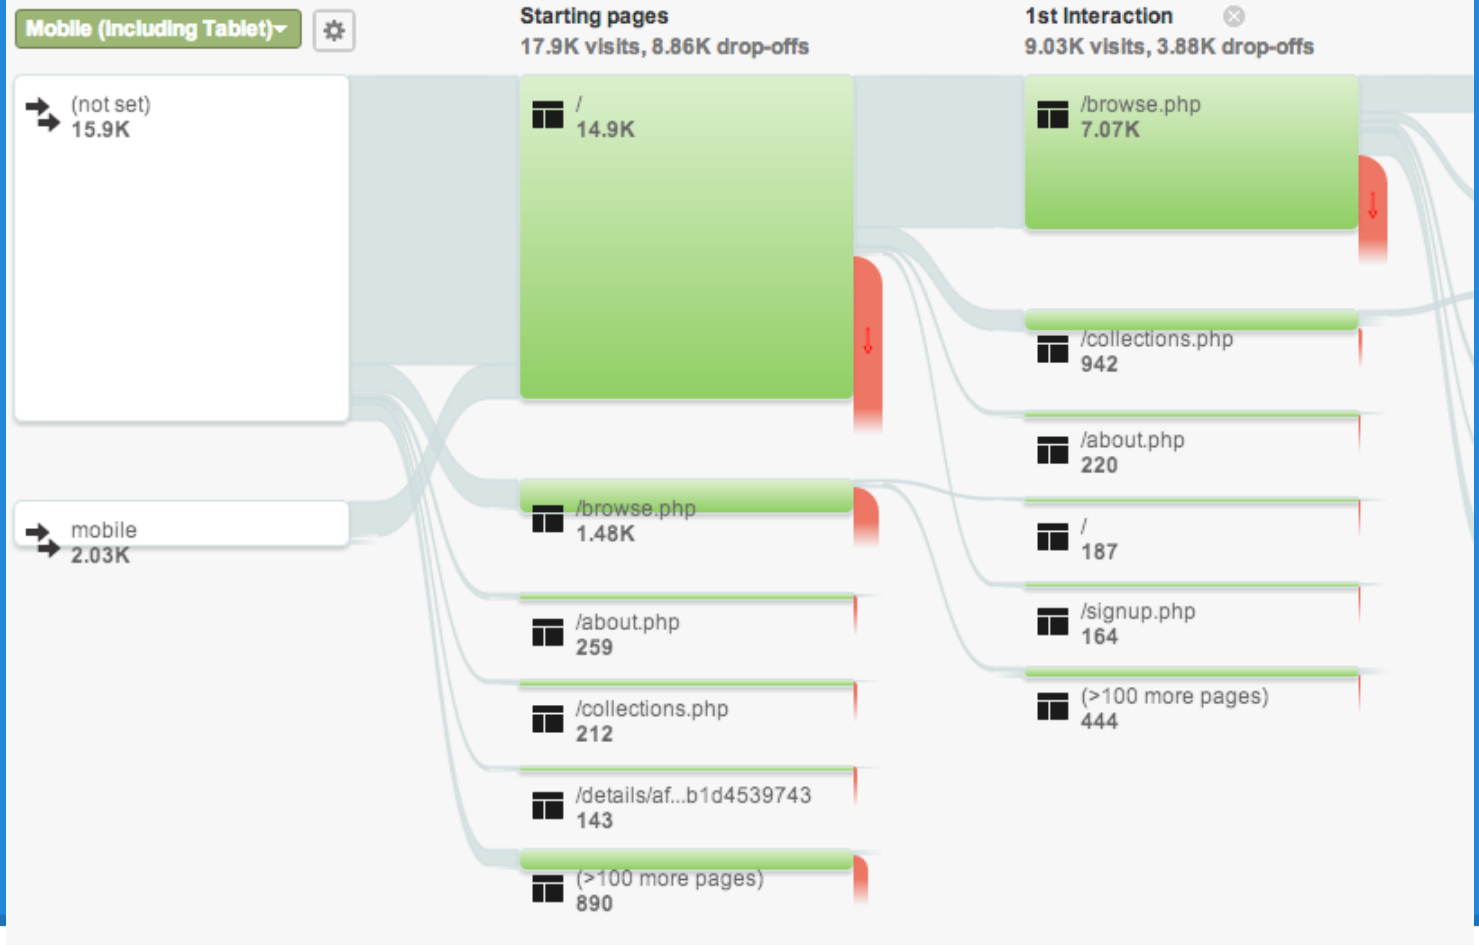 Mobile (Including Tablet)
(not set)
15.9K
mobile
2.03K
Starting pages
17.9K visits, 8.86K drop-offs
/
14.9K
/browse.php
1.48K
/about.php
259
/collections.php
212
/details/af...b1d4539743
143
(>100 more pages)
890
1st Interaction
9.03K visits, 3.88K drop-offs
/browse.php
7.07K
/collections.php
942
/about.php
220
/
187
/signup.php
164
(>100 more pages)
444